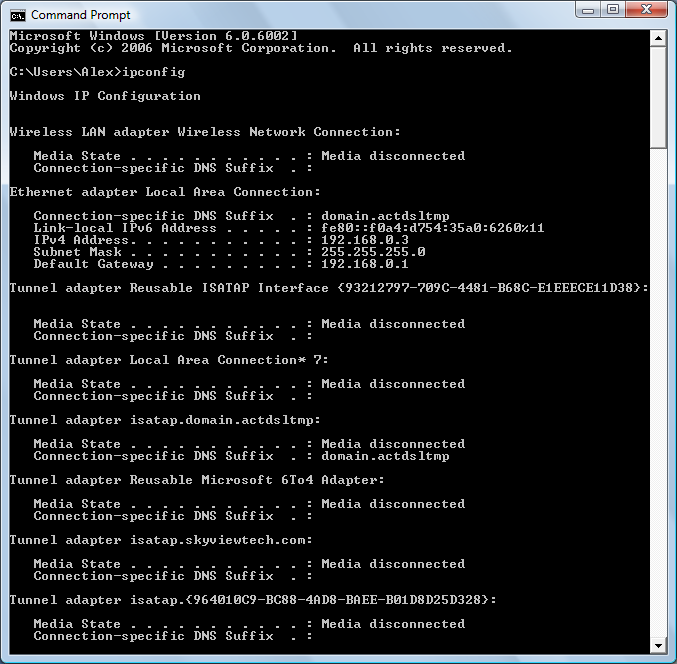 Command Prompt
Microsoft Windows [Version 6.0.6002]
Copyright (c) 2006 Microsoft Corporation.  All rights reserved.
C:\Users\Alex>ipconfig
Windows IP Configuration
Wireless LAN adapter Wireless Network Connection:
   Media State . . . . . . . . . . . : Media disconnected
   Connection-specific DNS Suffix  . :
Ethernet adapter Local Area Connection:
   Connection-specific DNS Suffix  . : domain.actdsltmp
   Link-local IPv6 Address . . . . . : fe80::f0a4:d754:35a0:6260%11
   IPv4 Address. . . . . . . . . . . : 192.168.0.3
   Subnet Mask . . . . . . . . . . . : 255.255.255.0
   Default Gateway . . . . . . . . . : 192.168.0.1
Tunnel adapter Reusable ISATAP Interface {93212797-709C-4481-B68C-E1EEECE11D38}:
   Media State . . . . . . . . . . . : Media disconnected
   Connection-specific DNS Suffix  . :
Tunnel adapter Local Area Connection* 7:
   Media State . . . . . . . . . . . : Media disconnected
   Connection-specific DNS Suffix  . :
Tunnel adapter isatap.domain.actdsltmp:
   Media State . . . . . . . . . . . : Media disconnected
   Connection-specific DNS Suffix  . : domain.actdsltmp
Tunnel adapter Reusable Microsoft 6To4 Adapter:
   Media State . . . . . . . . . . . : Media disconnected
   Connection-specific DNS Suffix  . :
Tunnel adapter isatap.skyviewtech.com:
   Media State . . . . . . . . . . . : Media disconnected
   Connection-specific DNS Suffix  . :
Tunnel adapter isatap.{964010C9-BC88-4AD8-BAEE-B01D8D25D328}:
   Media State . . . . . . . . . . . : Media disconnected
   Connection-specific DNS Suffix  . :